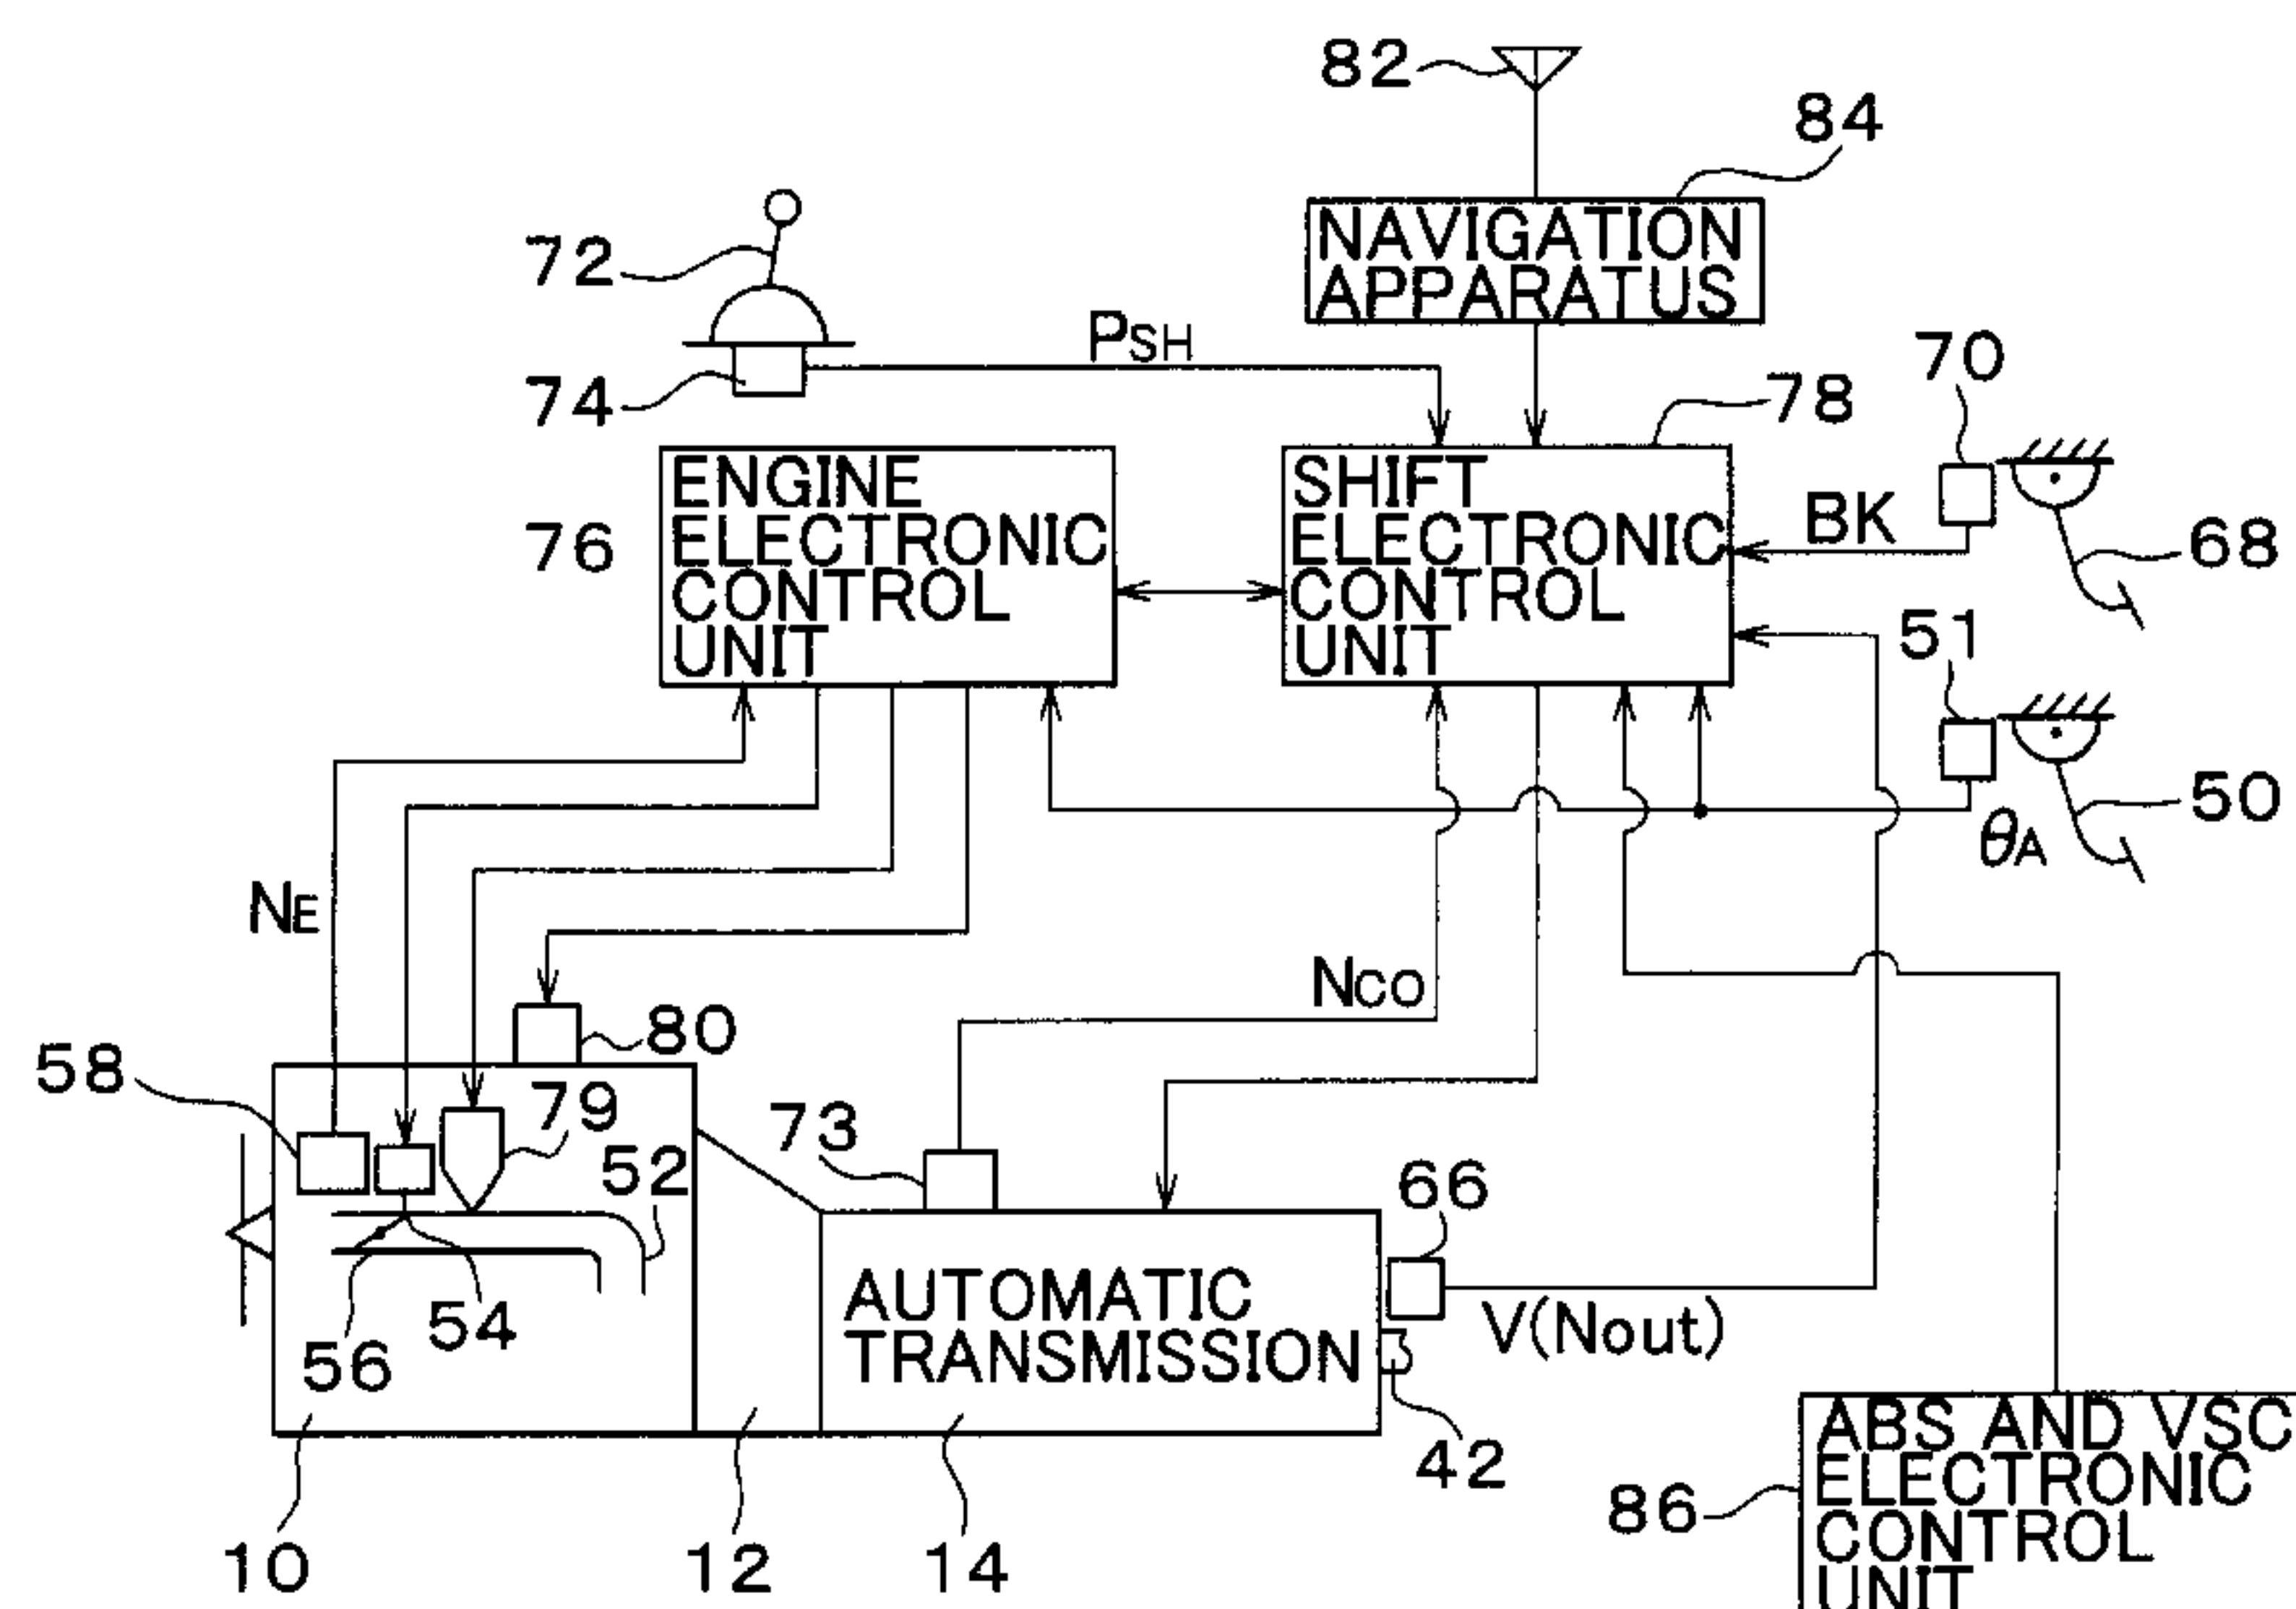 82
84
72
NAVIGATION
APPARATUS
PSH
70
74
78
ENGINE
ELECTRONIC
CONTROL
UNIT
76
SHIFT
ELECTRONIC
CONTROL
UNIT
BK
68
51
50
θA
NE
NCO
80
58
79
73
52
66
AUTOMATIC
TRANSMISSION
V(Nout)
54
56
42
ABS AND VSC
ELECTRONIC
CONTROL
UNIT
86
10
12
14